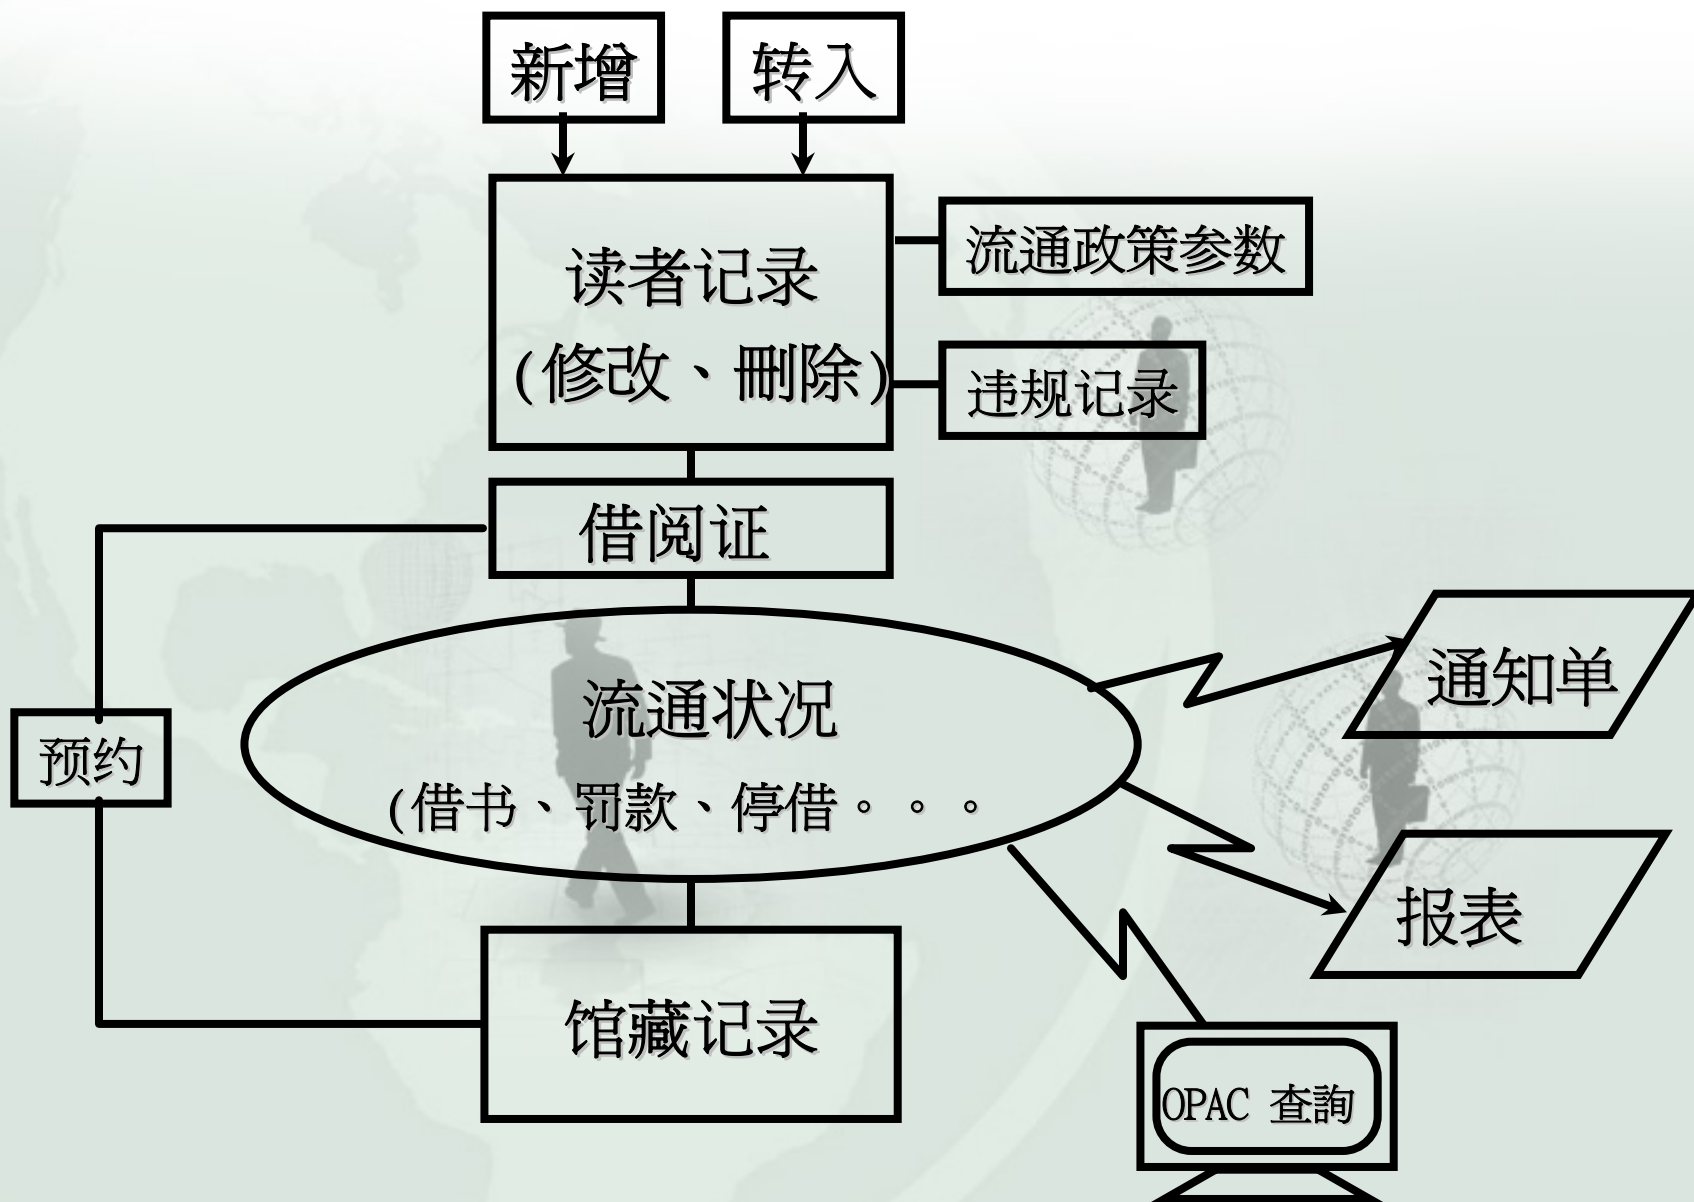 新增
转入
读者记录
(修改、刪除)
流通政策参数
违规记录
借阅证
流通状况
(借书、罚款、停借。。。
预约
通知单
报表
馆藏记录
OPAC 查詢